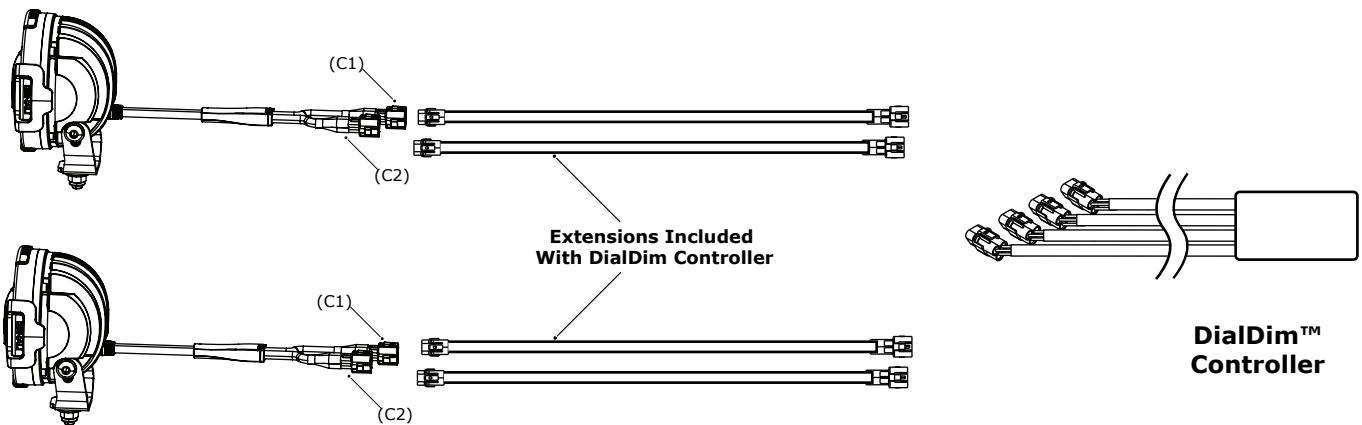 (C1)
(C2)
Extensions Included
With DialDim Controller
(C1)
(C2)
DialDim™
Controller